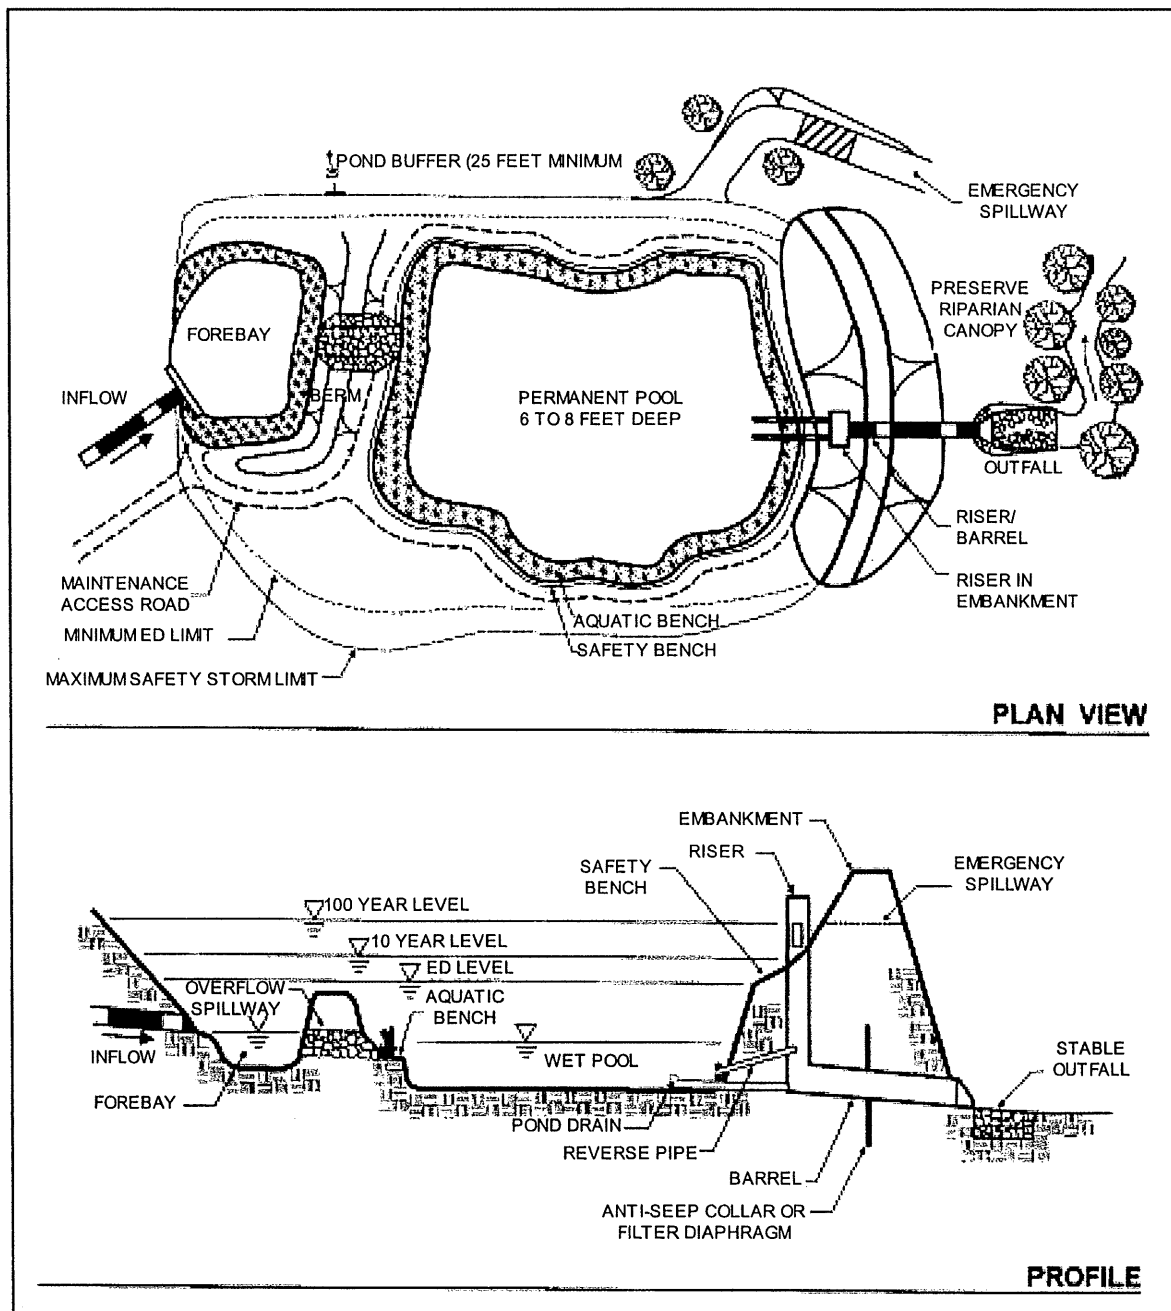 POND BUFFER (25 FEET MINIMUM
EMERGENCY
SPILLWAY
PRESERVE
RIPARIAN
CANOPY
FOREBAY
INFLOW
BERM
PERMANENT POOL
6 TO 8 FEET DEEP
OUTFALL
RISER/
BARREL
RISER IN
EMBANKMENT
MAINTENANCE
ACCESS ROAD
MINIMUM ED LIMIT
AQUATIC BENCH
SAFETY BENCH
MAXIMUM SAFETY STORM LIMIT
PLAN VIEW
EMBANKMENT
RISER
SAFETY
BENCH
EMERGENCY
SPILLWAY
100 YEAR LEVEL
10 YEAR LEVEL
ED LEVEL
OVERFLOW
SPILLWAY
AQUATIC
BENCH
INFLOW
WET POOL
STABLE
OUTFALL
FOREBAY
POND DRAIN
REVERSE PIPE
BARREL
ANTI-SEEP COLLAR OR
FILTER DIAPHRAGM
PROFILE